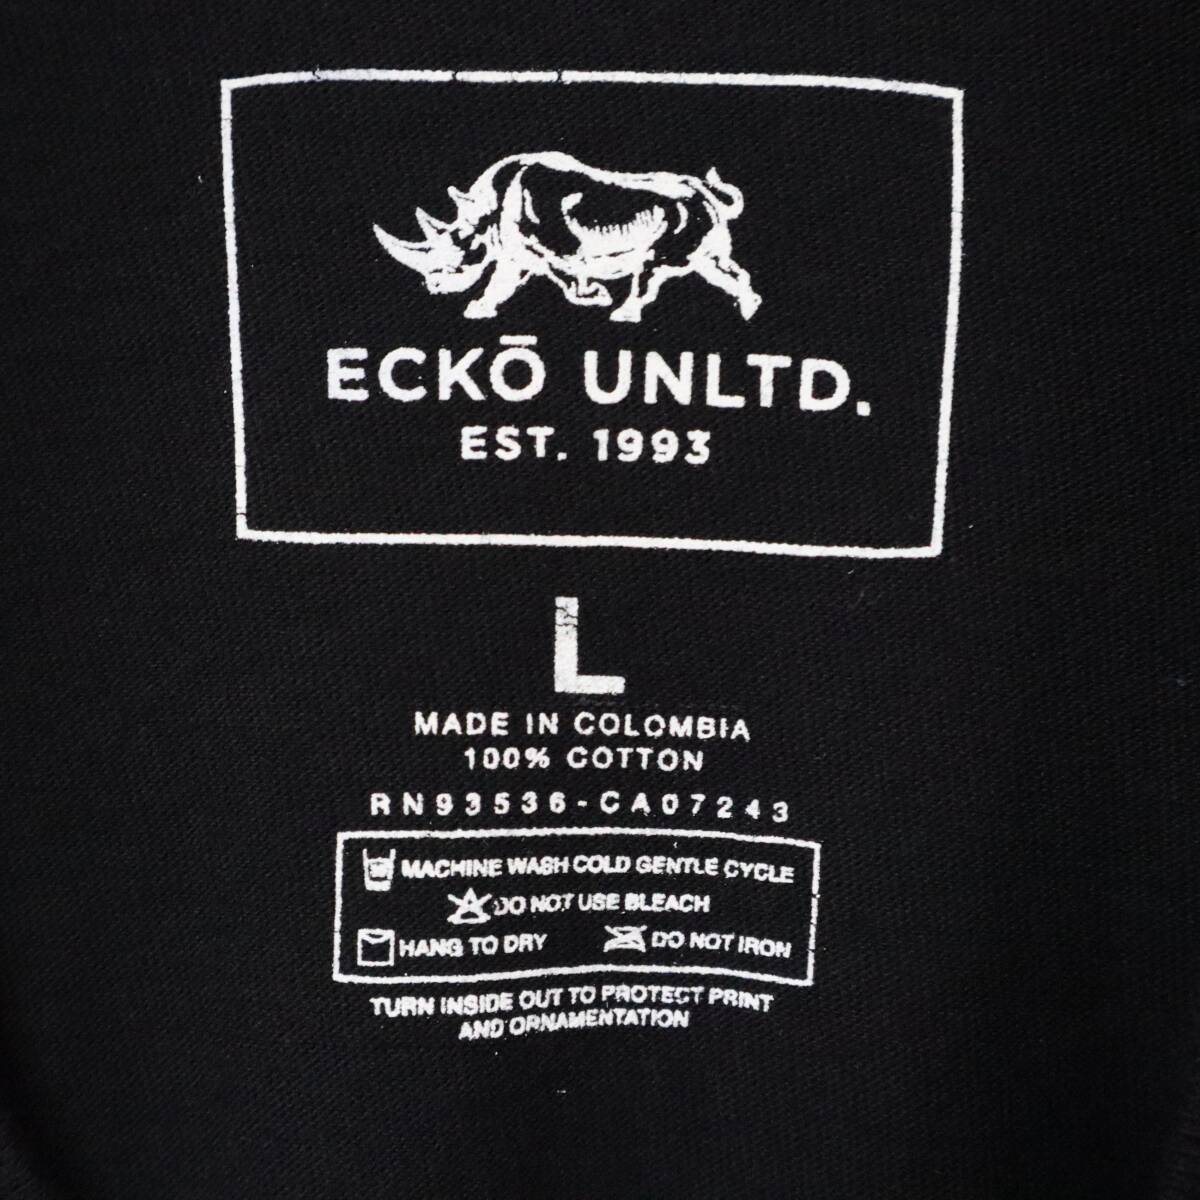 ECKŌ UNLTD.
EST. 1993
L
MADE IN COLOMBIA
100% COTTON
RN93536-CA07243
MACHINE WASH COLD GENTLE CYCLE
DO NOT USE BLEACH
HANG TO DRY DO NOT IRON
TURN INSIDE OUT TO PROTECT PRINT
AND ORNAMENTATION